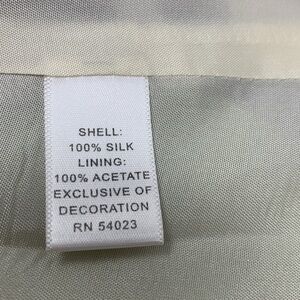 SHELL:
100% SILK
LINING:
100% ACETATE
EXCLUSIVE OF
DECORATION
RN 54023